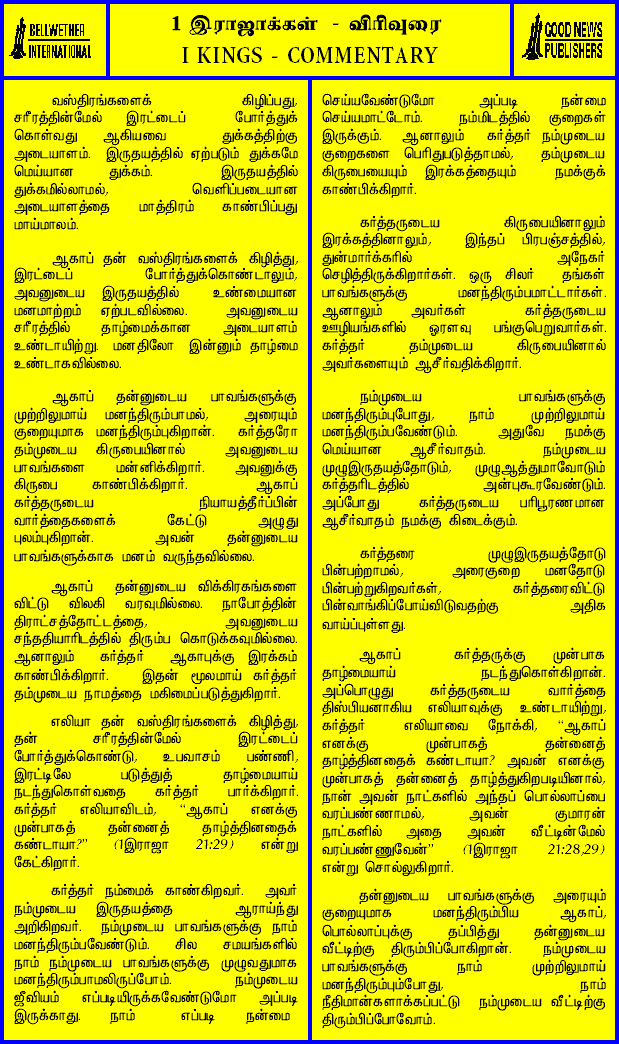 BELLWETHER
INTERNATIONAL
1 இராஜாக்கள் - விரிவுரை
I KINGS - COMMENTARY
GOOD NEWS
PUBLISHERS
வஸ்திரங்களைக் கிழிப்பது,
சரீரத்தின்மேல் இரட்டைப் போர்த்துக்
கொள்வது ஆகியவை துக்கத்திற்கு
அடையாளம். இருதயத்தில் ஏற்படும் துக்கமே
மெய்யான துக்கம். இருதயத்தில்
துக்கமில்லாமல், வெளிப்படையான
அடையாளத்தை மாத்திரம் காண்பிப்பது
மாய்மாலம்.
ஆகாப் தன் வஸ்திரங்களைக் கிழித்து,
இரட்டைப் போர்த்துக்கொண்டாலும்,
அவனுடைய இருதயத்தில் உண்மையான
மனமாற்றம் ஏற்படவில்லை. அவனுடைய
சரீரத்தில் தாழ்மைக்கான அடையாளம்
உண்டாயிற்று. மனதிலோ இன்னும் தாழ்மை
உண்டாகவில்லை.
ஆகாப் தன்னுடைய பாவங்களுக்கு
முற்றிலுமாய் மனந்திரும்பாமல், அரையும்
குறையுமாக மனந்திரும்புகிறான். கர்த்தரோ
தம்முடைய கிருபையினால் அவனுடைய
பாவங்களை மன்னிக்கிறார். அவனுக்கு
கிருபை காண்பிக்கிறார். ஆகாப்
கர்த்தருடைய நியாயத்தீர்ப்பின்
வார்த்தைகளைக் கேட்டு அழுது
புலம்புகிறான். அவன் தன்னுடைய
பாவங்களுக்காக மனம் வருந்தவில்லை.
ஆகாப் தன்னுடைய விக்கிரகங்களை
விட்டு விலகி வரவுமில்லை. நாபோத்தின்
திராட்சத்தோட்டத்தை, அவனுடைய
சந்ததியாரிடத்தில் திரும்ப கொடுக்கவுமில்லை.
ஆனாலும் கர்த்தர் ஆகாபுக்கு இரக்கம்
காண்பிக்கிறார். இதன் மூலமாய் கர்த்தர்
தம்முடைய நாமத்தை மகிமைப்படுத்துகிறார்.
எலியா தன் வஸ்திரங்களைக் கிழித்து,
தன் சரீரத்தின்மேல் இரட்டைப்
போர்த்துக்கொண்டு, உபவாசம் பண்ணி,
இரட்டிலே படுத்துத் தாழ்மையாய்
நடந்துகொள்வதை கர்த்தர் பார்க்கிறார்.
கர்த்தர் எலியாவிடம், “ஆகாப் எனக்கு
முன்பாகத் தன்னைத் தாழ்த்தினதைக்
கண்டாயா?” (1இராஜா 21:29) என்று
கேட்கிறார்.
கர்த்தர் நம்மைக் காண்கிறவர். அவர்
நம்முடைய இருதயத்தை ஆராய்ந்து
அறிகிறவர். நம்முடைய பாவங்களுக்கு நாம்
மனந்திரும்பவேண்டும். சில சமயங்களில்
நாம் நம்முடைய பாவங்களுக்கு முழுவதுமாக
மனந்திரும்பாமலிருப்போம். நம்முடைய
ஜீவியம் எப்படியிருக்கவேண்டுமோ அப்படி
இருக்காது. நாம் எப்படி நன்மை
செய்யவேண்டுமோ அப்படி நன்மை
செய்யமாட்டோம். நம்மிடத்தில் குறைகள்
இருக்கும். ஆனாலும் கர்த்தர் நம்முடைய
குறைகளை பெரிதுபடுத்தாமல், தம்முடைய
கிருபையையும் இரக்கத்தையும் நமக்குக்
காண்பிக்கிறார்.
கர்த்தருடைய கிருபையினாலும்
இரக்கத்தினாலும், இந்தப் பிரபஞ்சத்தில்,
துன்மார்க்கரில் அநேகர்
செழித்திருக்கிறார்கள். ஒரு சிலர் தங்கள்
பாவங்களுக்கு மனந்திரும்பமாட்டார்கள்.
ஆனாலும் அவர்கள் கர்த்தருடைய
ஊழியங்களில் ஓரளவு பங்குபெறுவார்கள்.
கர்த்தர் தம்முடைய கிருபையினால்
அவர்களையும் ஆசீர்வதிக்கிறார்.
நம்முடைய பாவங்களுக்கு
மனந்திரும்பும்போது, நாம் முற்றிலுமாய்
மனந்திரும்பவேண்டும். அதுவே நமக்கு
மெய்யான ஆசீர்வாதம். நம்முடைய
முழுஇருதயத்தோடும், முழுஆத்துமாவோடும்
கர்த்தரிடத்தில் அன்புகூரவேண்டும்.
அப்போது கர்த்தருடைய பரிபூரணமான
ஆசீர்வாதம் நமக்கு கிடைக்கும்.
கர்த்தரை முழுஇருதயத்தோடு
பின்பற்றாமல், அரைகுறை மனதோடு
பின்பற்றுகிறவர்கள், கர்த்தரைவிட்டு
பின்வாங்கிப்போய்விடுவதற்கு அதிக
வாய்ப்புள்ளது.
ஆகாப் கர்த்தருக்கு முன்பாக
தாழ்மையாய் நடந்துகொள்கிறான்.
அப்பொழுது கர்த்தருடைய வார்த்தை
திஸ்பியனாகிய எலியாவுக்கு உண்டாயிற்று,
கர்த்தர் எலியாவை நோக்கி, “ஆகாப்
எனக்கு முன்பாகத் தன்னைத்
தாழ்த்தினதைக் கண்டாயா? அவன் எனக்கு
முன்பாகத் தன்னைத் தாழ்த்துகிறபடியினால்,
நான் அவன் நாட்களில் அந்தப் பொல்லாப்பை
வரப்பண்ணாமல், அவன் குமாரன்
நாட்களில் அதை அவன் வீட்டின்மேல்
வரப்பண்ணுவேன்” (1இராஜா 21:28,29)
என்று சொல்லுகிறார்.
தன்னுடைய பாவங்களுக்கு அரையும்
குறையுமாக மனந்திரும்பிய ஆகாப்,
பொல்லாப்புக்கு தப்பித்து தன்னுடைய
வீட்டிற்கு திரும்பிப்போகிறான். நம்முடைய
பாவங்களுக்கு நாம் முற்றிலுமாய்
மனந்திரும்பும்போது, நாம்
நீதிமான்களாக்கப்பட்டு நம்முடைய வீட்டிற்கு
திரும்பிப்போவோம்.